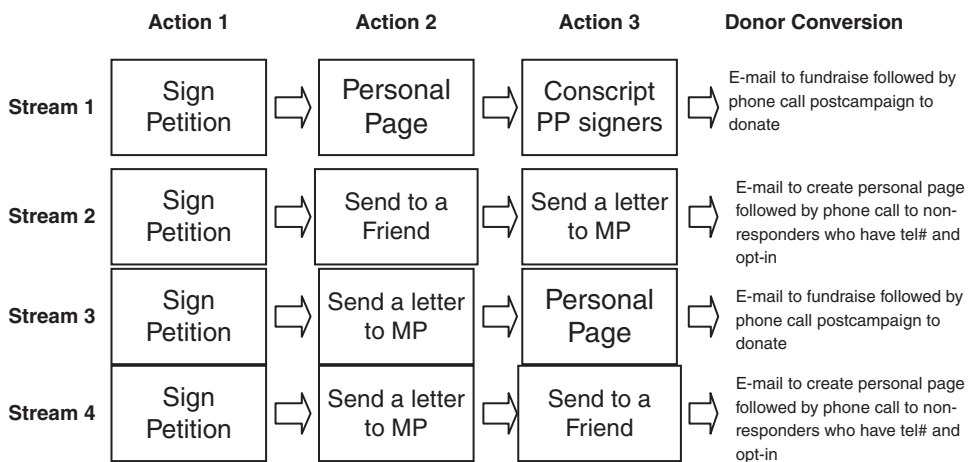 Action 1 Action 2 Action 3 Donor Conversion
Stream 1
Sign
Petition
Personal
Page
Conscript
PP signers
E-mail to fundraise followed by
phone call postcampaign to
donate
Stream 2
Sign
Petition
Send to a
Friend
Send a letter
to MP
E-mail to create personal page
followed by phone call to non-
responders who have tel# and
opt-in
Stream 3
Sign
Petition
Send a letter
to MP
Personal
Page
E-mail to fundraise followed by
phone call postcampaign to
donate
Stream 4
Sign
Petition
Send a letter
to MP
Send to a
Friend
E-mail to create personal page
followed by phone call to non-
responders who have tel# and
opt-in